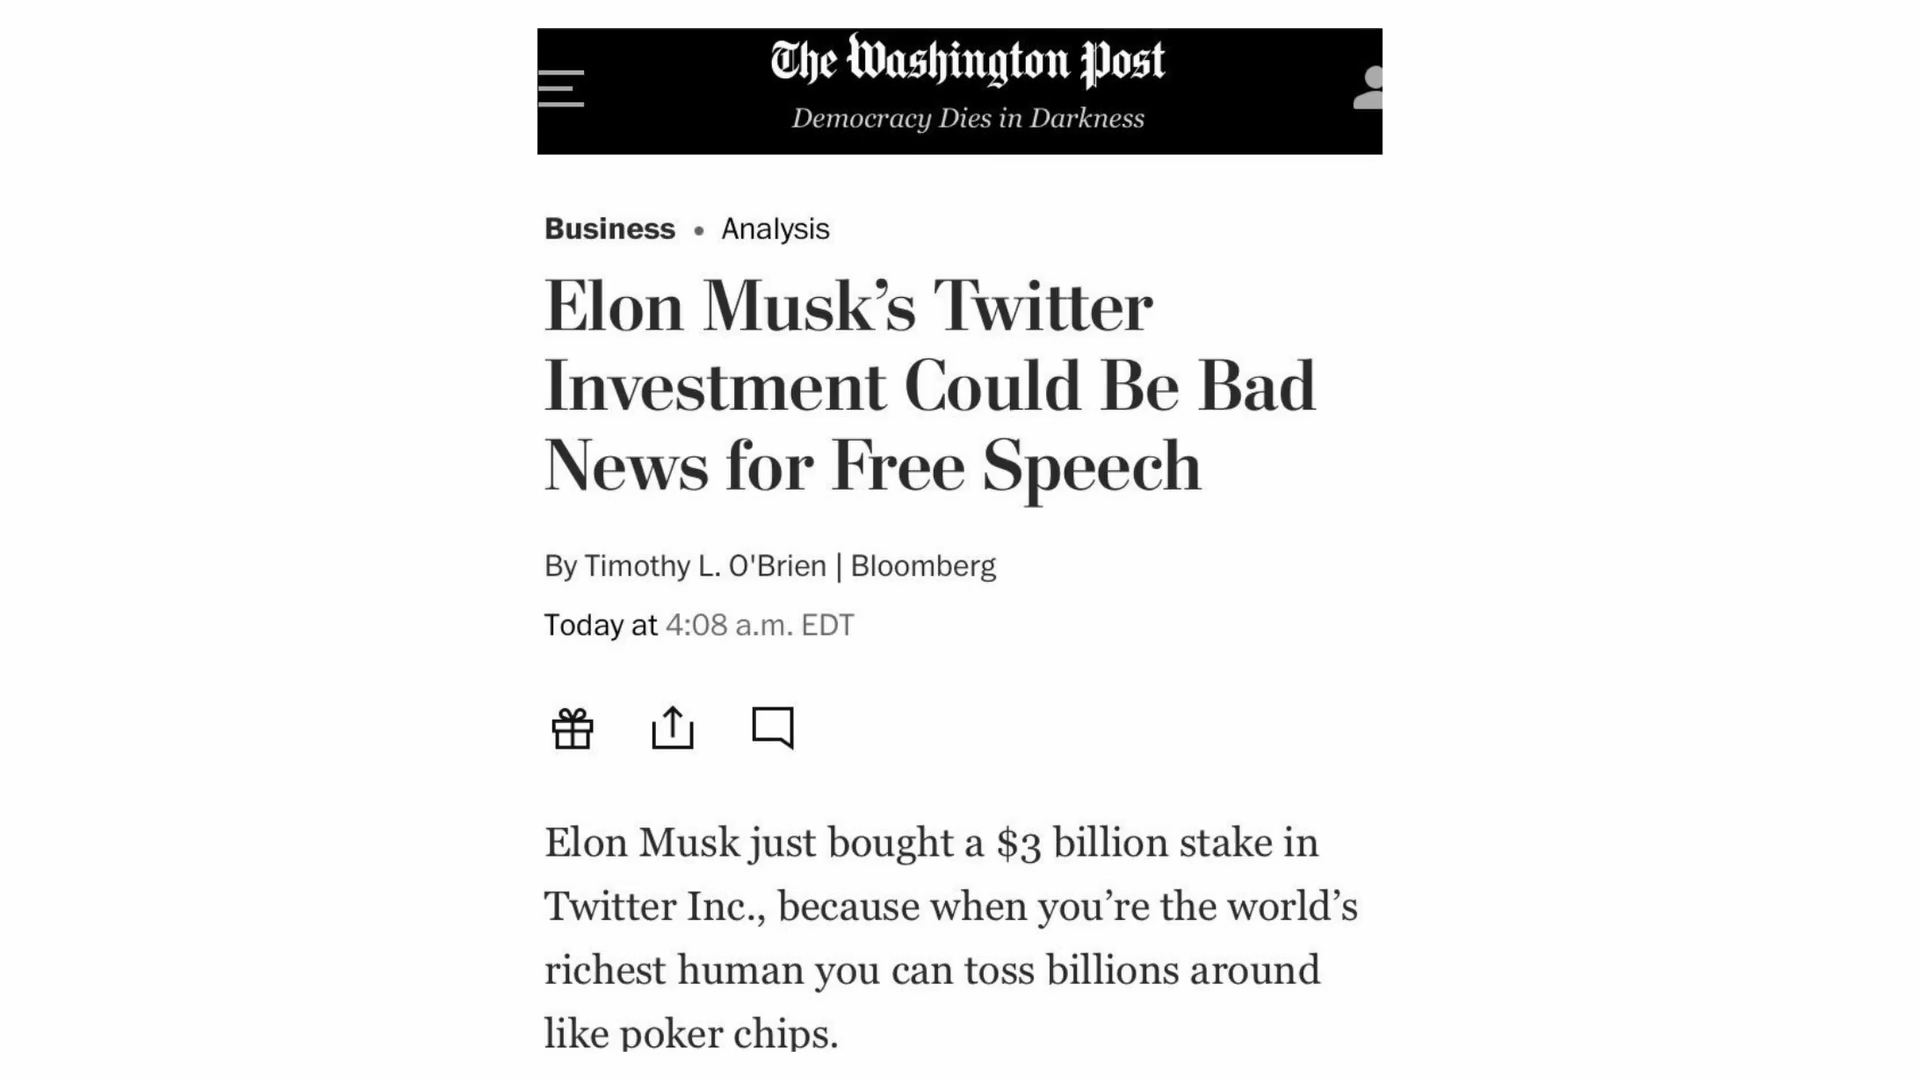 The Washington Post
Democracy Dies in Darkness
Business • Analysis
Elon Musk’s Twitter
Investment Could Be Bad
News for Free Speech
By Timothy L. O'Brien | Bloomberg
Today at 4:08 a.m. EDT
Elon Musk just bought a $3 billion stake in
Twitter Inc., because when you’re the world’s
richest human you can toss billions around
like poker chips.